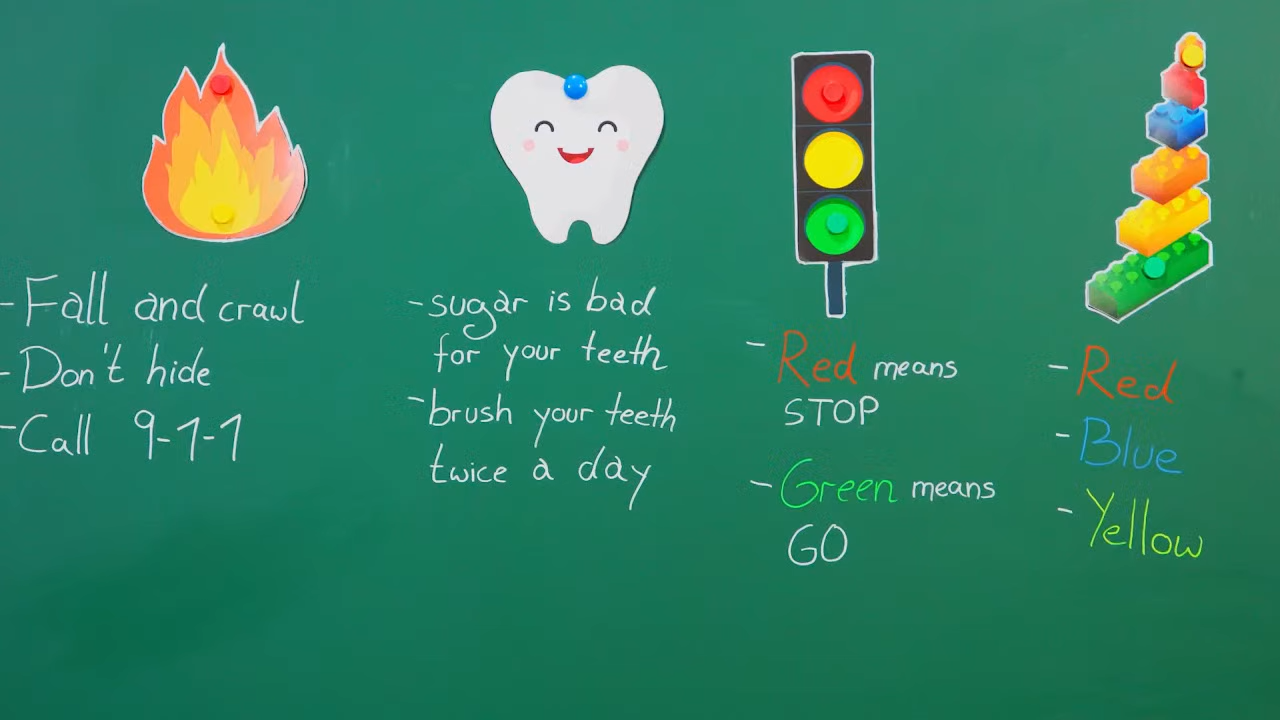 - Fall and crawl
- Don't hide
- Call 9-1-1
- sugar is bad
for your teeth
- brush your teeth
twice a day
- Red means
STOP
- Green means
GO
- Red
- Blue
- Yellow